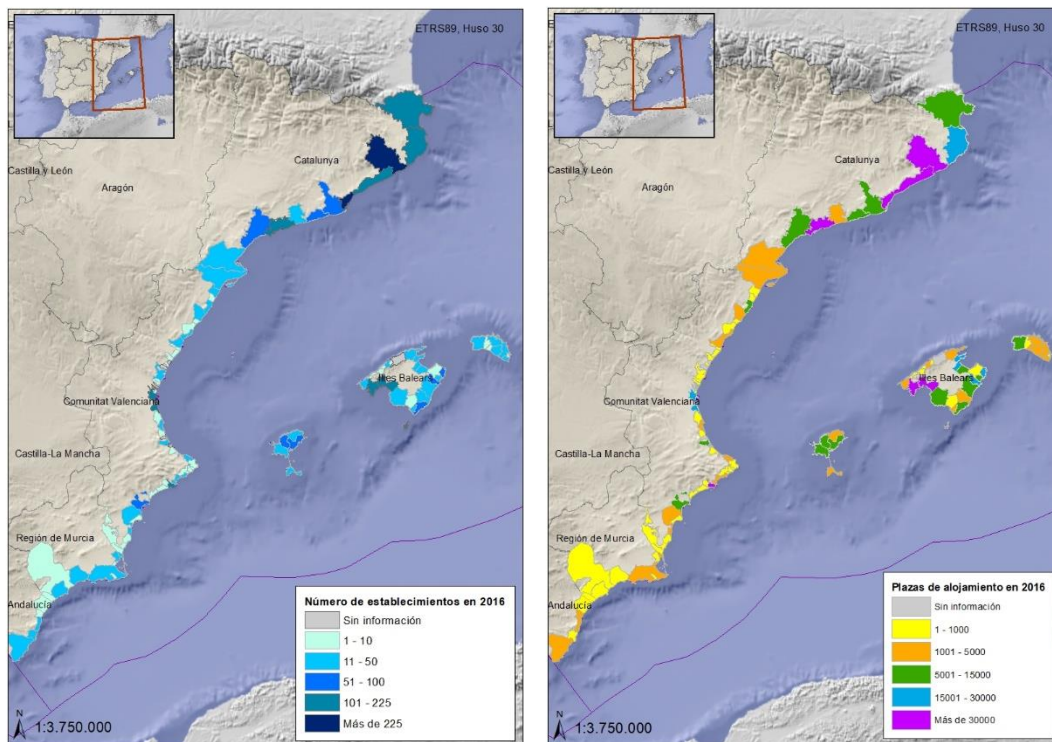 ETRS89, Huso 30
Castilla y León
Aragón
Catalunya
Illes Balears
Comunitat Valenciana
Castilla-La Mancha
Región de Murcia
Andalucía
Número de establecimientos en 2016
Sin información
1 - 10
11 - 50
51 - 100
101 - 225
Más de 225
N
1:3.750.000
ETRS89, Huso 30
Castilla y León
Aragón
Catalunya
Illes Balears
Comunitat Valenciana
Castilla-La Mancha
Región de Murcia
Andalucía
Plazas de alojamiento en 2016
Sin información
1 - 1000
1001 - 5000
5001 - 15000
15001 - 30000
Más de 30000
N
1:3.750.000